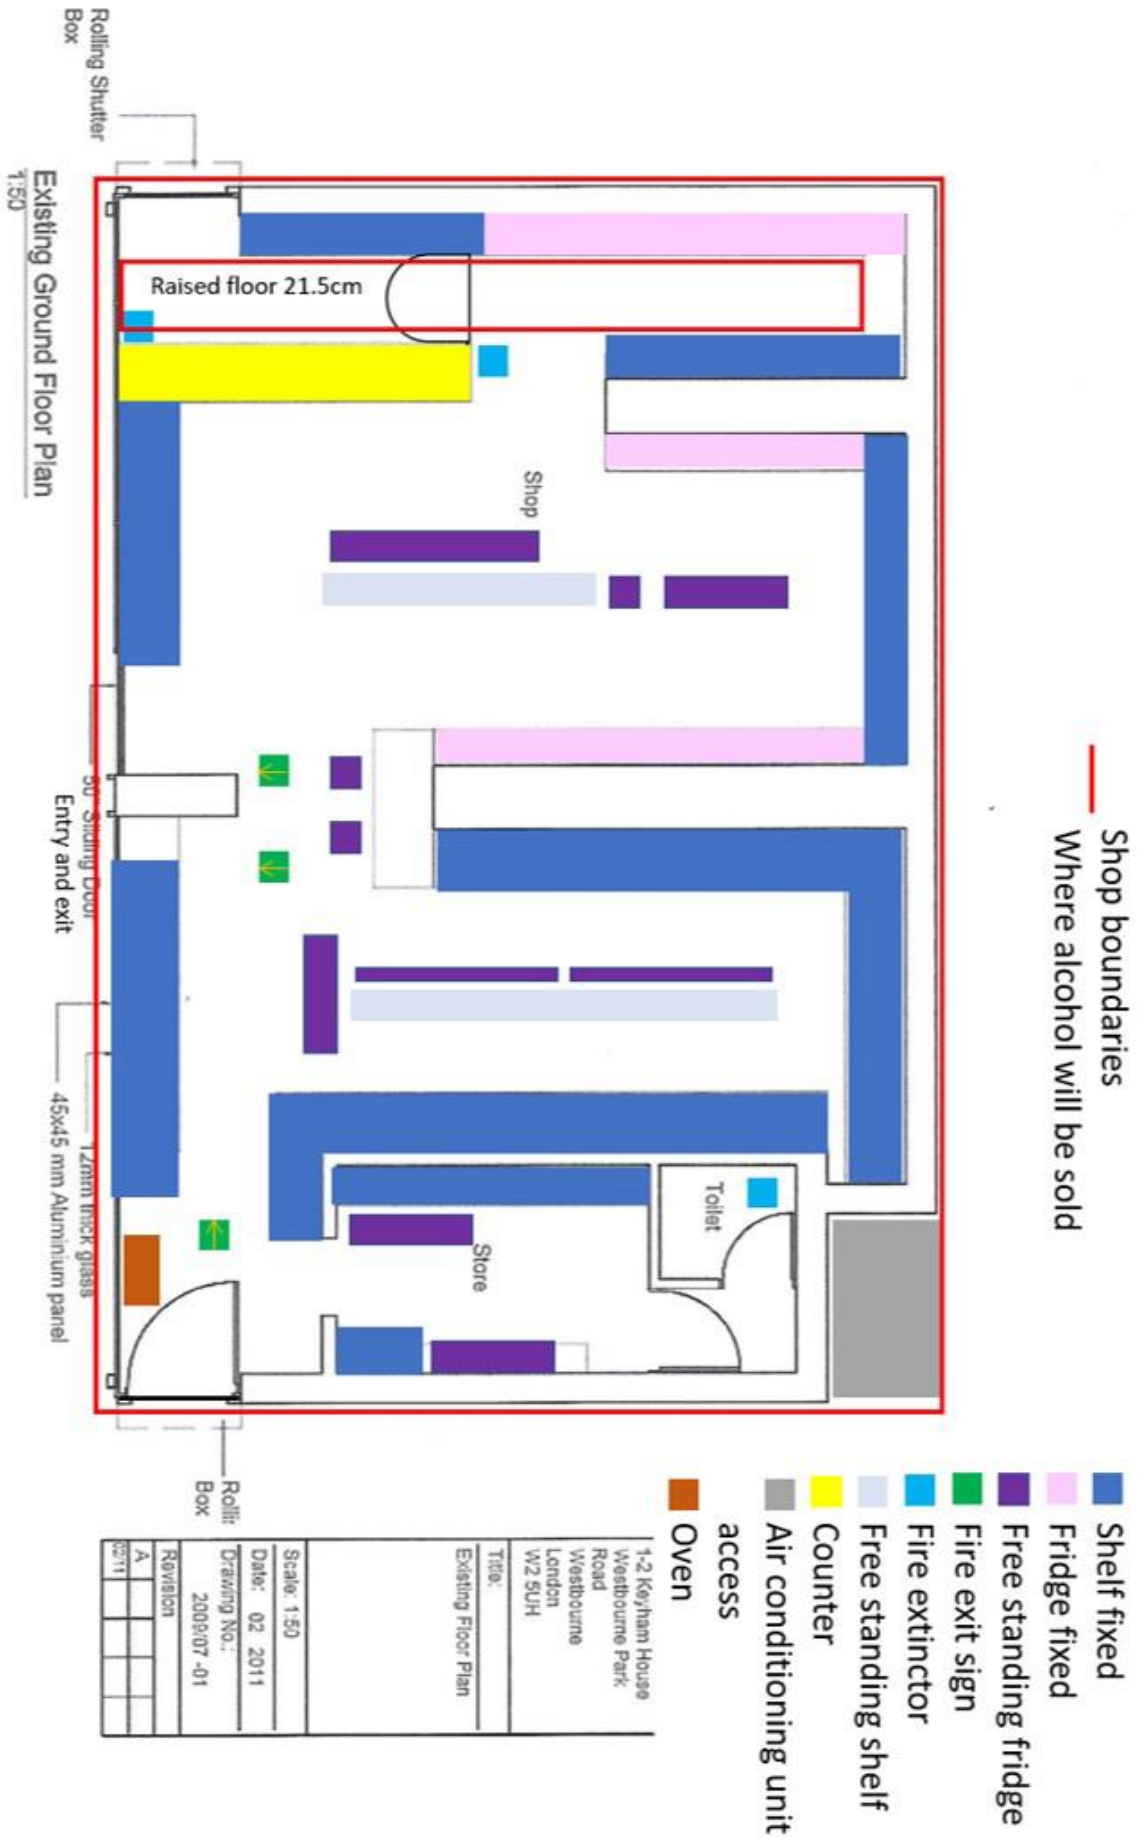 Shop boundaries
Where alcohol will be sold
Shelf fixed
Fridge fixed
Free standing fridge
Fire exit sign
Fire extinctor
Free standing shelf
Counter
Air conditioning unit
access
Oven
Raised floor 21.5cm
Shop
Toilet
Store
Rolling Shutter
Box
Sliding Door
Entry and exit
12mm thick glass
45x45 mm Aluminium panel
Rolli
Box
Existing Ground Floor Plan
1:50
1-2 Keyham House
Westbourne Park
Road
Westbourne
London
W2 5UH
Title:
Existing Floor Plan
Scale: 1:50
Date: 02 2011
Drawing No.:
2009/07 -01
Revision
A
02/11